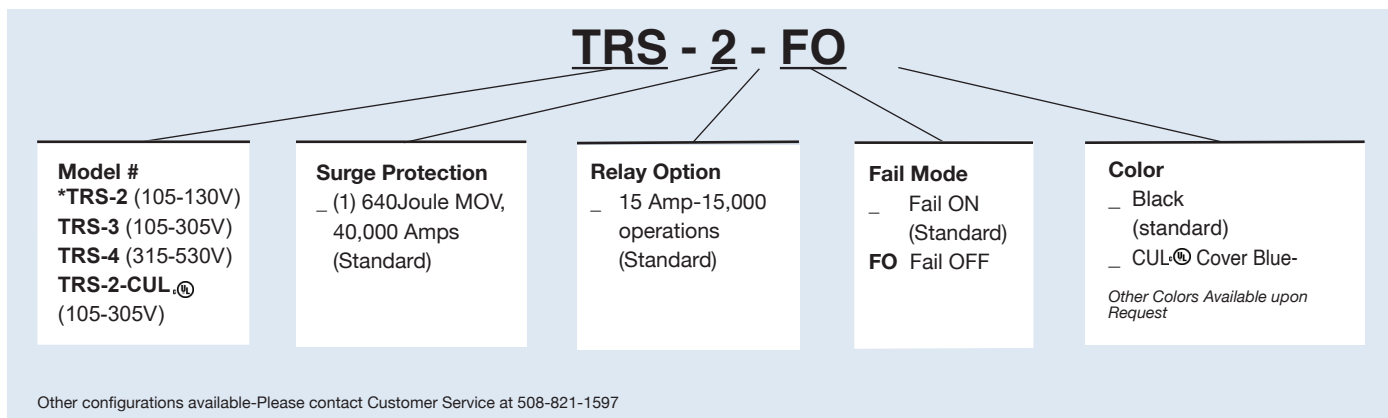 TRS - 2 - FO
Model #
*TRS-2 (105-130V)
TRS-3 (105-305V)
TRS-4 (315-530V)
TRS-2-CUL c UL
(105-305V)
Surge Protection
_ (1) 640Joule MOV,
40,000 Amps
(Standard)
Relay Option
_ 15 Amp-15,000
operations
(Standard)
Fail Mode
_ Fail ON
(Standard)
FO Fail OFF
Color
_ Black
(standard)
_ CUL c UL Cover Blue-
Other Colors Available upon
Request
Other configurations available-Please contact Customer Service at 508-821-1597